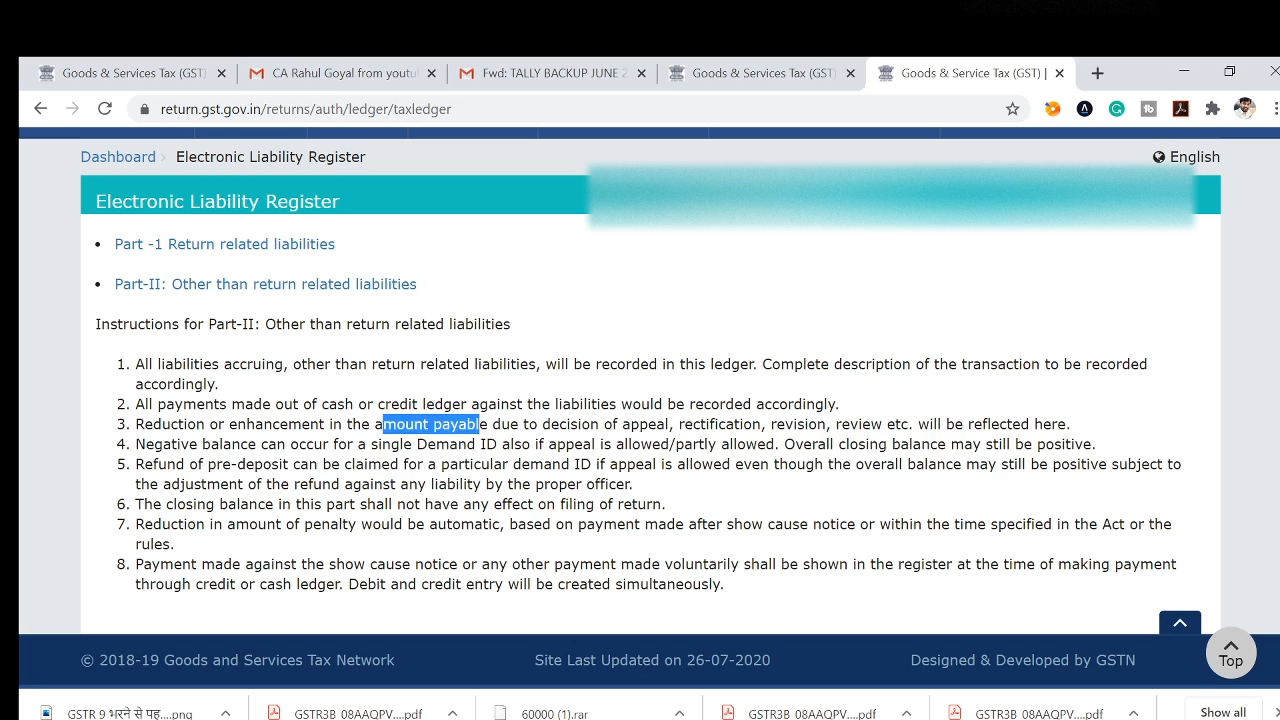 Goods & Services Tax (GST)
CA Rahul Goyal from youtu
Fwd: TALLY BACKUP JUNE 2
Goods & Services Tax (GST)
Goods & Service Tax (GST) |
return.gst.gov.in/returns/auth/ledger/taxledger
Dashboard Electronic Liability Register
English
Electronic Liability Register
Part -1 Return related liabilities
Part-II: Other than return related liabilities
Instructions for Part-II: Other than return related liabilities
1. All liabilities accruing, other than return related liabilities, will be recorded in this ledger. Complete description of the transaction to be recorded
accordingly.
2. All payments made out of cash or credit ledger against the liabilities would be recorded accordingly.
3. Reduction or enhancement in the amount payable due to decision of appeal, rectification, revision, review etc. will be reflected here.
4. Negative balance can occur for a single Demand ID also if appeal is allowed/partly allowed. Overall closing balance may still be positive.
5. Refund of pre-deposit can be claimed for a particular demand ID if appeal is allowed even though the overall balance may still be positive subject to
the adjustment of the refund against any liability by the proper officer.
6. The closing balance in this part shall not have any effect on filing of return.
7. Reduction in amount of penalty would be automatic, based on payment made after show cause notice or within the time specified in the Act or the
rules.
8. Payment made against the show cause notice or any other payment made voluntarily shall be shown in the register at the time of making payment
through credit or cash ledger. Debit and credit entry will be created simultaneously.
© 2018-19 Goods and Services Tax Network
Site Last Updated on 26-07-2020
Designed & Developed by GSTN
Top
GSTR 9 भरने से पह....png
GSTR3B_08AAQPV....pdf
60000 (1).rar
GSTR3B_08AAQPV....pdf
GSTR3B_08AAQPV....pdf
Show all